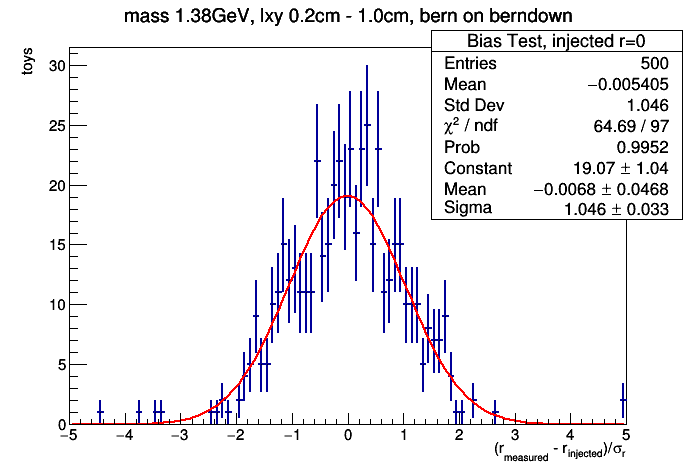 mass 1.38GeV, lxy 0.2cm - 1.0cm, bern on berndown
toys
Bias Test, injected r=0
Entries 500
Mean −0.005405
Std Dev 1.046
χ² / ndf 64.69 / 97
Prob 0.9952
Constant 19.07 ± 1.04
Mean −0.0068 ± 0.0468
Sigma 1.046 ± 0.033
30
25
20
15
10
5
0
−5 −4 −3 −2 −1 0 1 2 3 4 5
(r_measured - r_injected)/σ_r